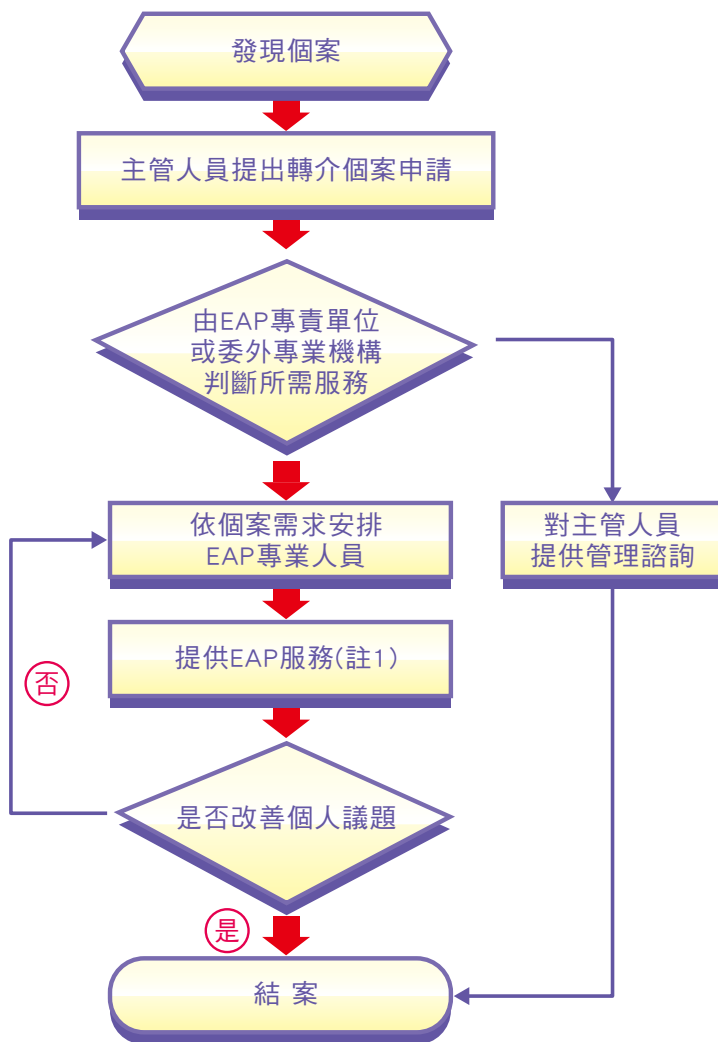 發現個案
主管人員提出轉介個案申請
由EAP專責單位
或委外專業機構
判斷所需服務
依個案需求安排
EAP專業人員
對主管人員
提供管理諮詢
提供EAP服務(註1)
否
是否改善個人議題
是
結 案